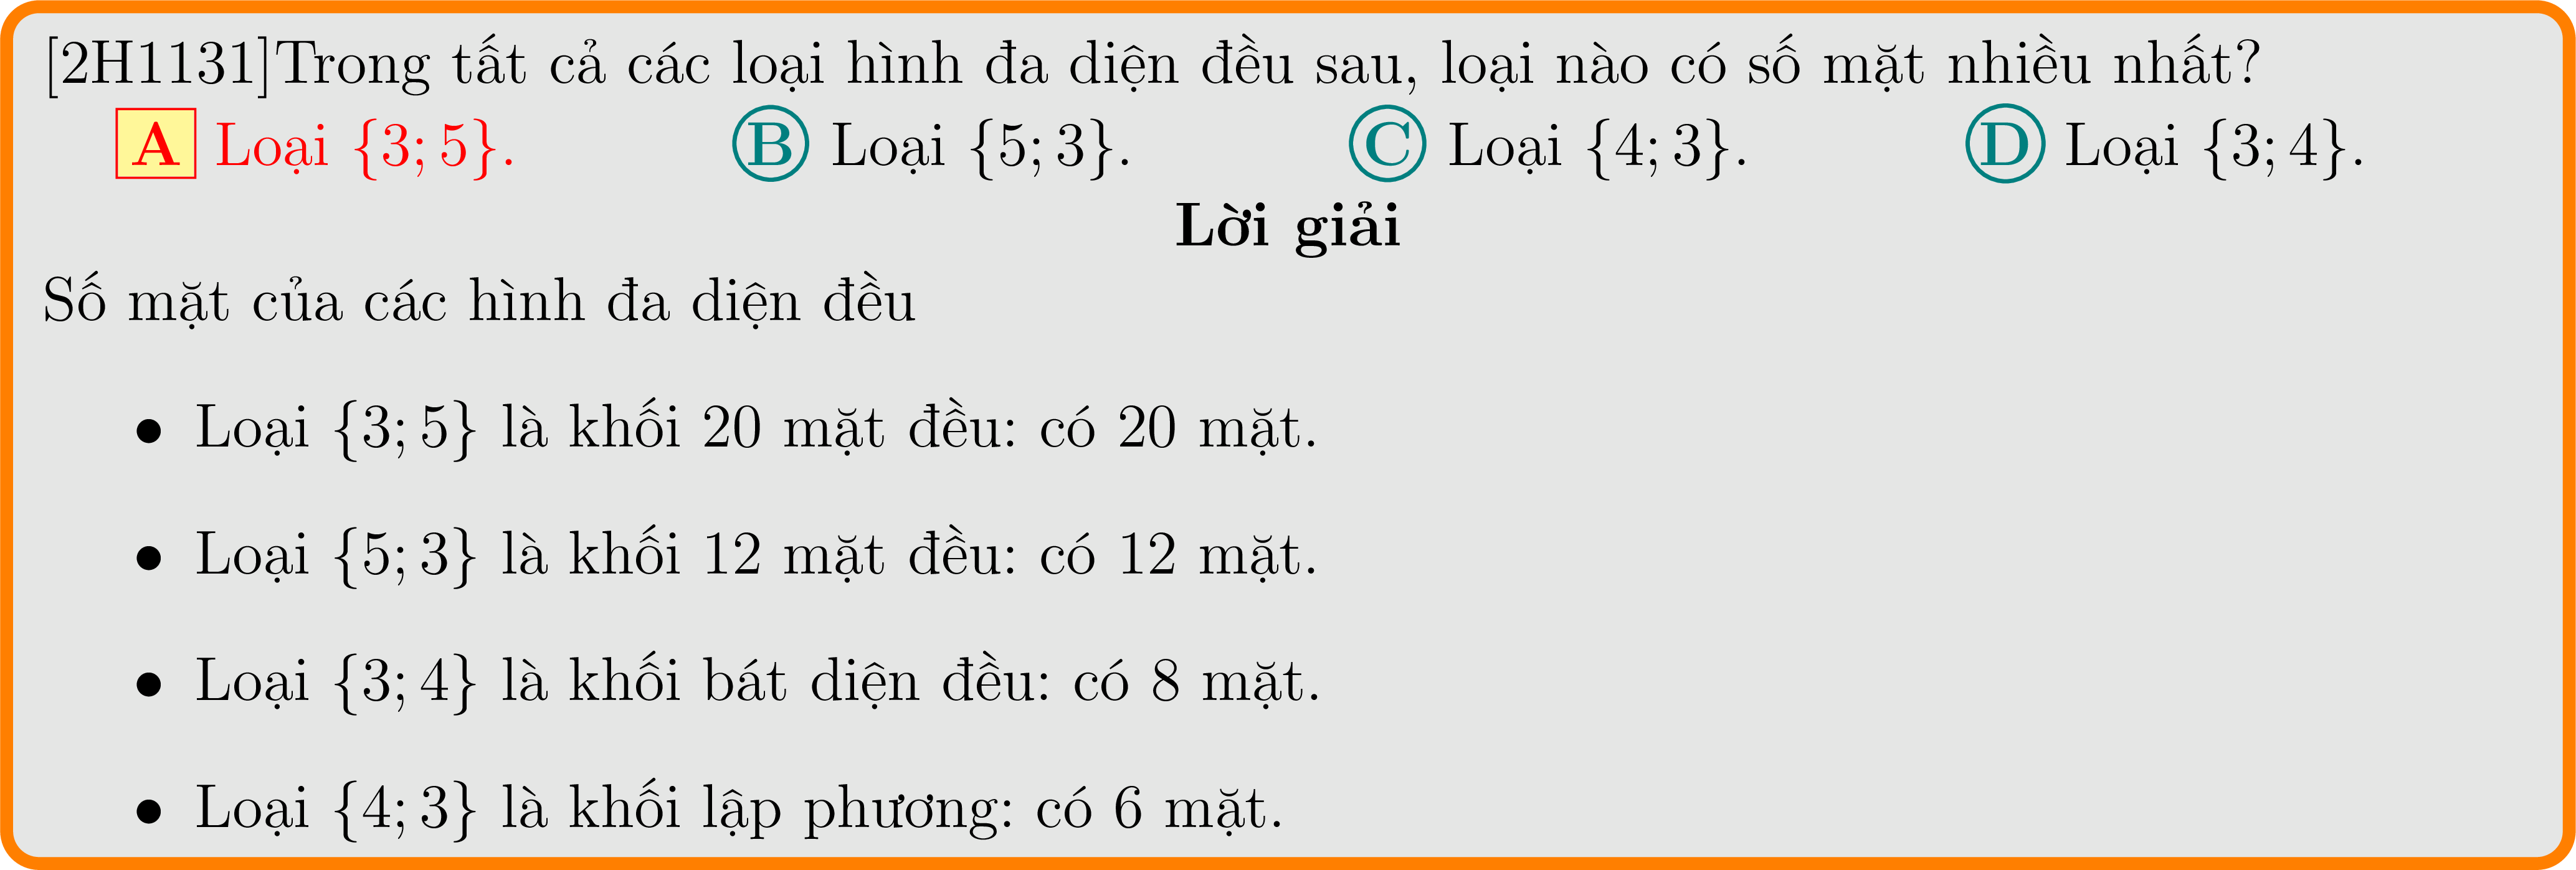 [2H1131]Trong tất cả các loại hình đa diện đều sau, loại nào có số mặt nhiều nhất?
A Loại {3; 5}. B Loại {5; 3}. C Loại {4; 3}. D Loại {3; 4}.
Lời giải
Số mặt của các hình đa diện đều
• Loại {3; 5} là khối 20 mặt đều: có 20 mặt.
• Loại {5; 3} là khối 12 mặt đều: có 12 mặt.
• Loại {3; 4} là khối bát diện đều: có 8 mặt.
• Loại {4; 3} là khối lập phương: có 6 mặt.